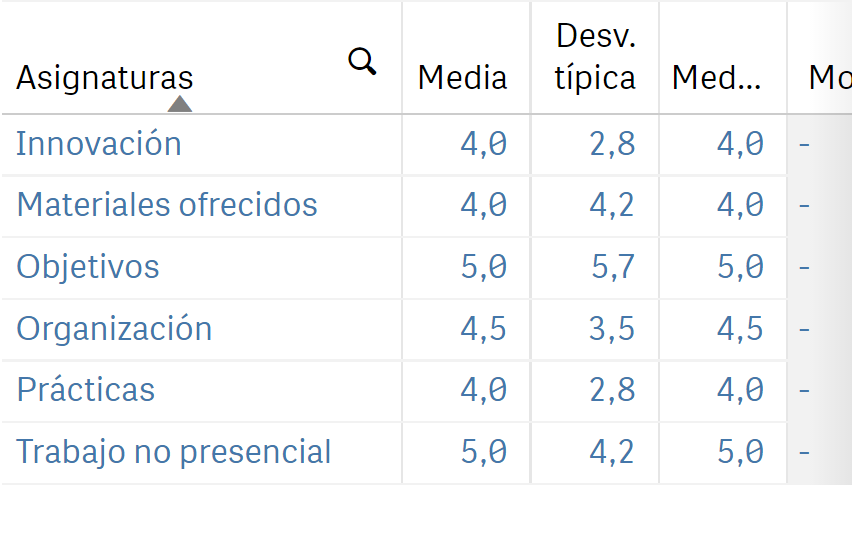 Asignaturas Media Desv. típica Med... Mo
Innovación 4,0 2,8 4,0 -
Materiales ofrecidos 4,0 4,2 4,0 -
Objetivos 5,0 5,7 5,0 -
Organización 4,5 3,5 4,5 -
Prácticas 4,0 2,8 4,0 -
Trabajo no presencial 5,0 4,2 5,0 -